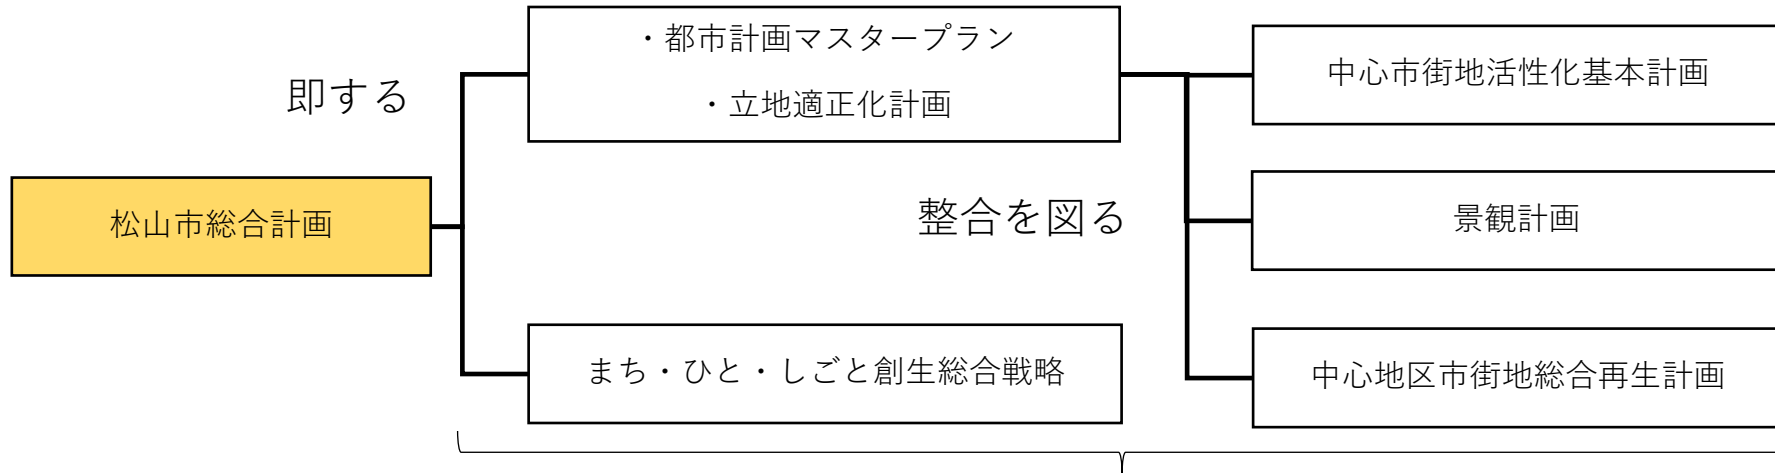 ・都市計画マスタープラン
・立地適正化計画
中心市街地活性化基本計画
即する
松山市総合計画
整合を図る
景観計画
まち・ひと・しごと創生総合戦略
中心地区市街地総合再生計画